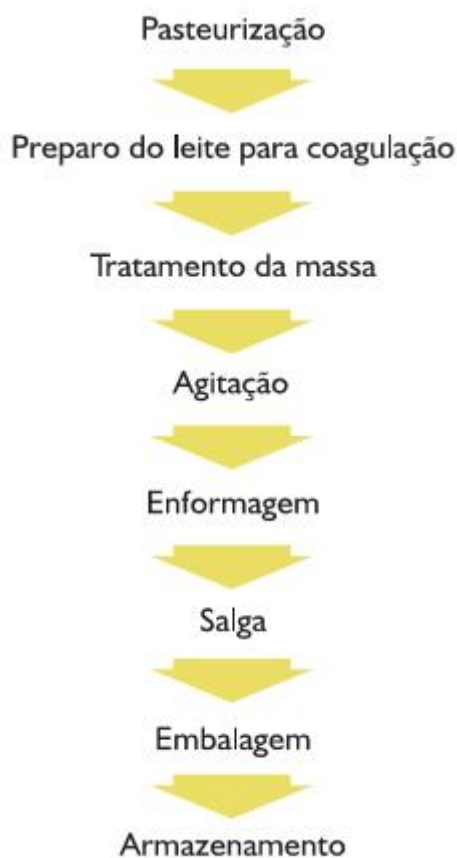 Pasteurização
Preparo do leite para coagulação
Tratamento da massa
Agitação
Enformagem
Salga
Embalagem
Armazenamento